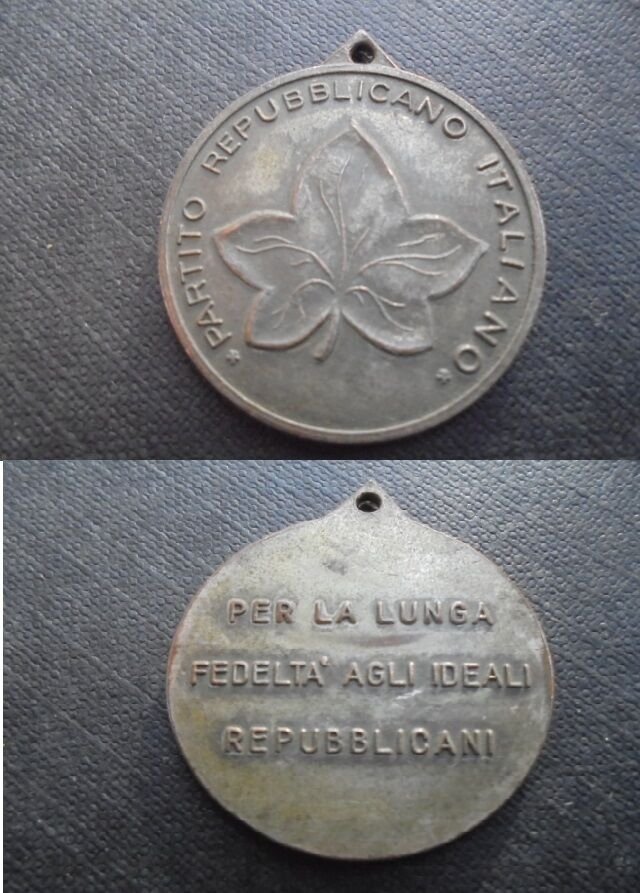 * PARTITO REPUBBLICANO ITALIANO *
PER LA LUNGA
FEDELTA' AGLI IDEALI
REPUBBLICANI